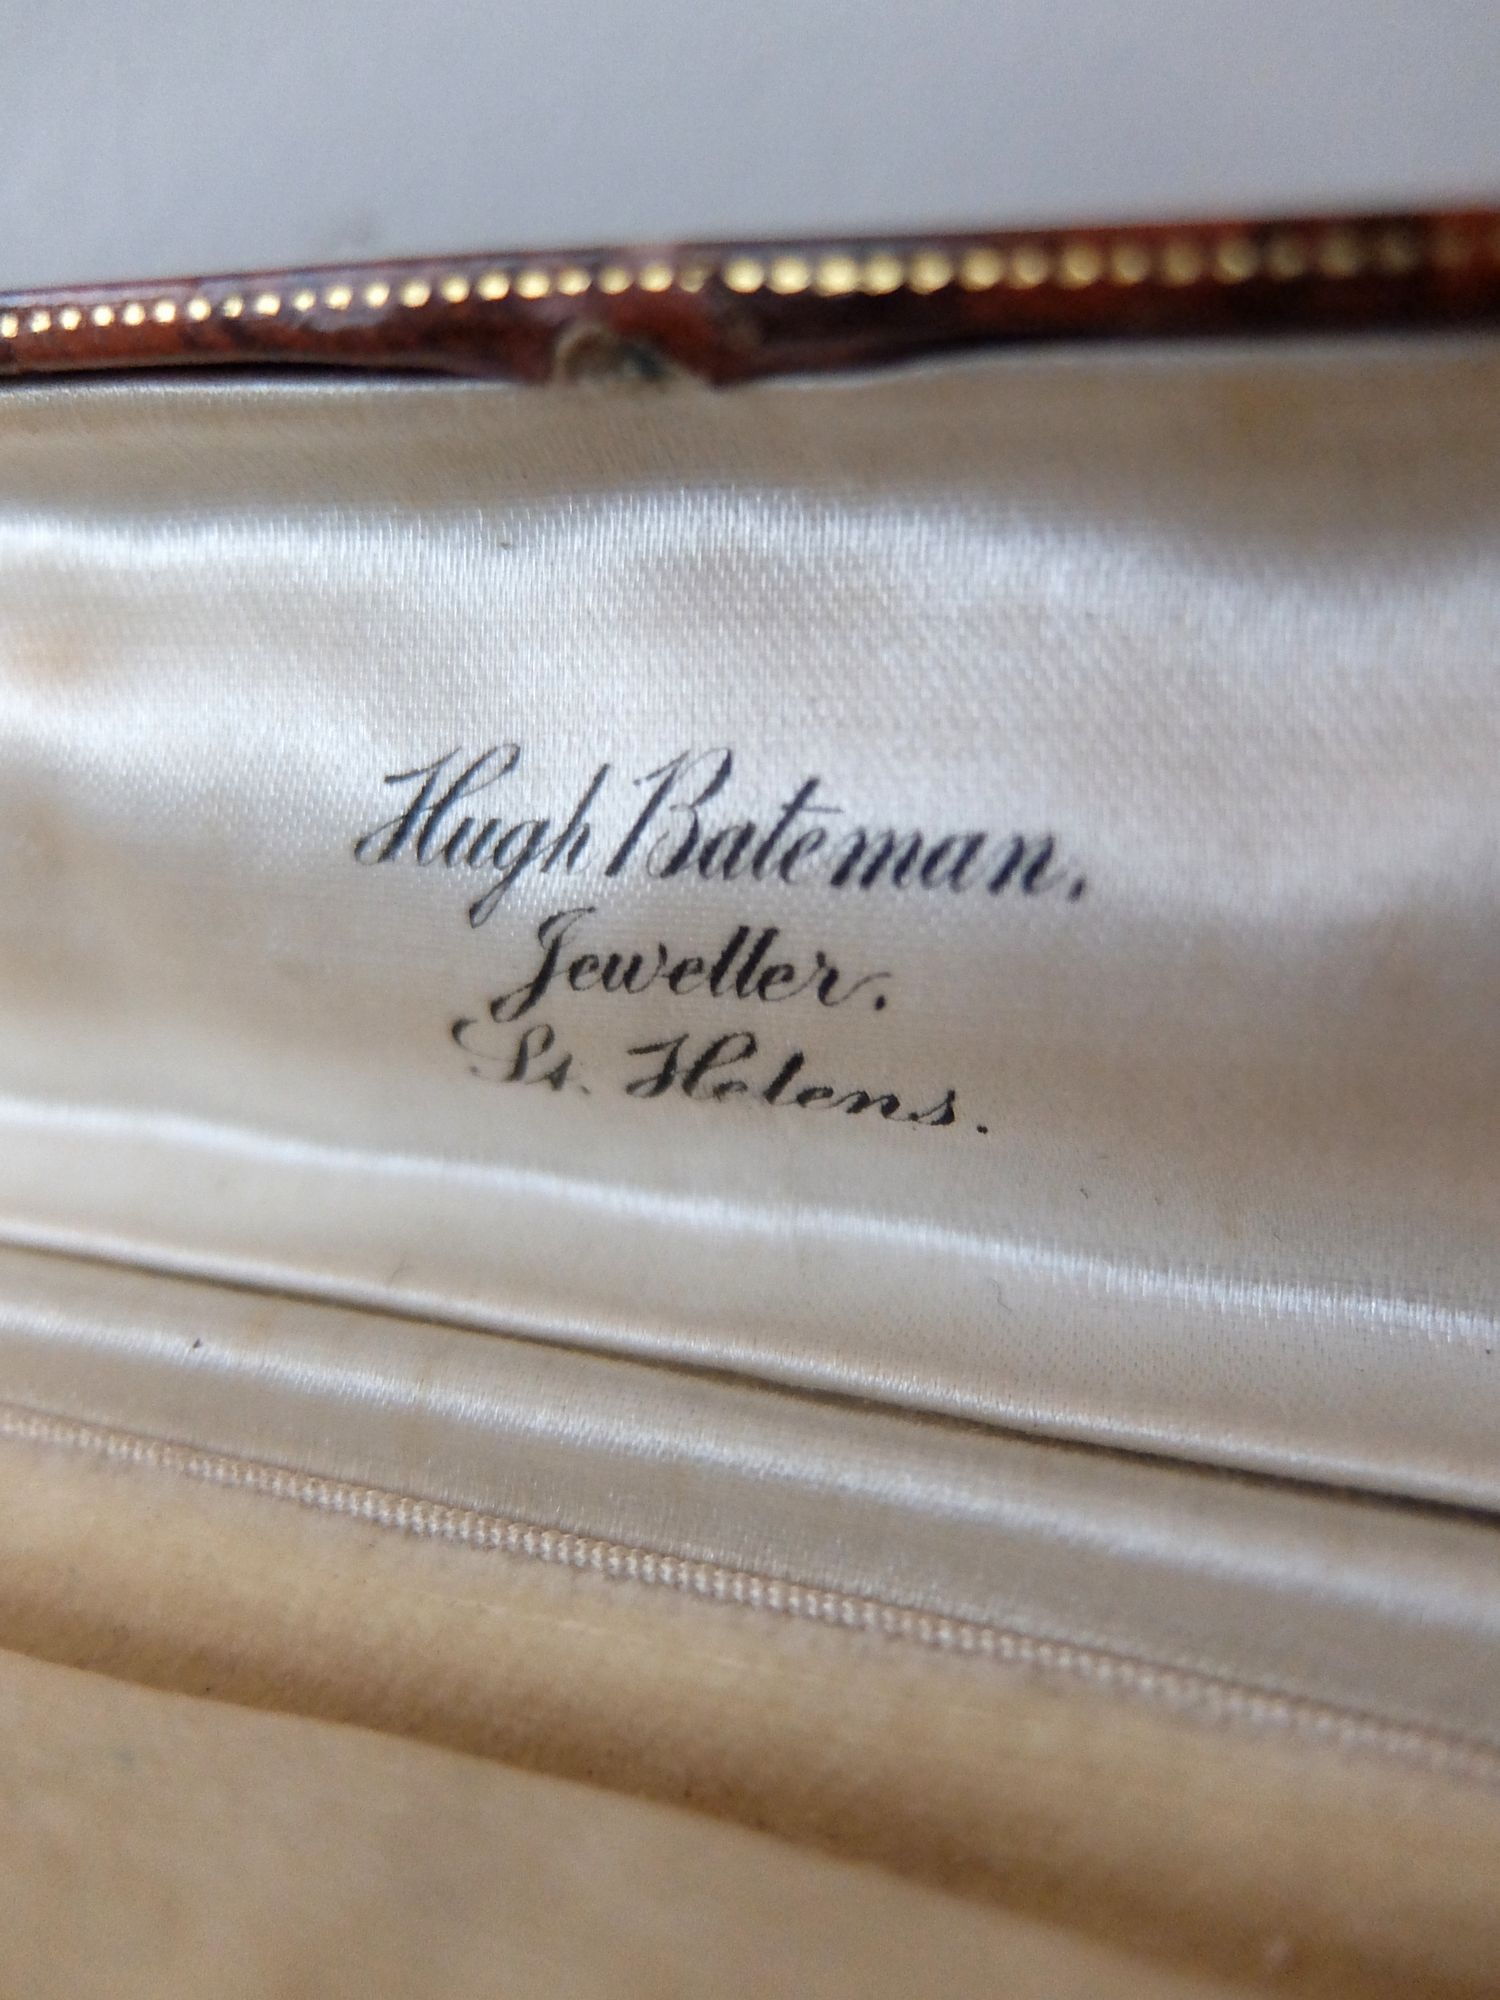 Hugh Bateman.
Jeweller.
St. Helens.